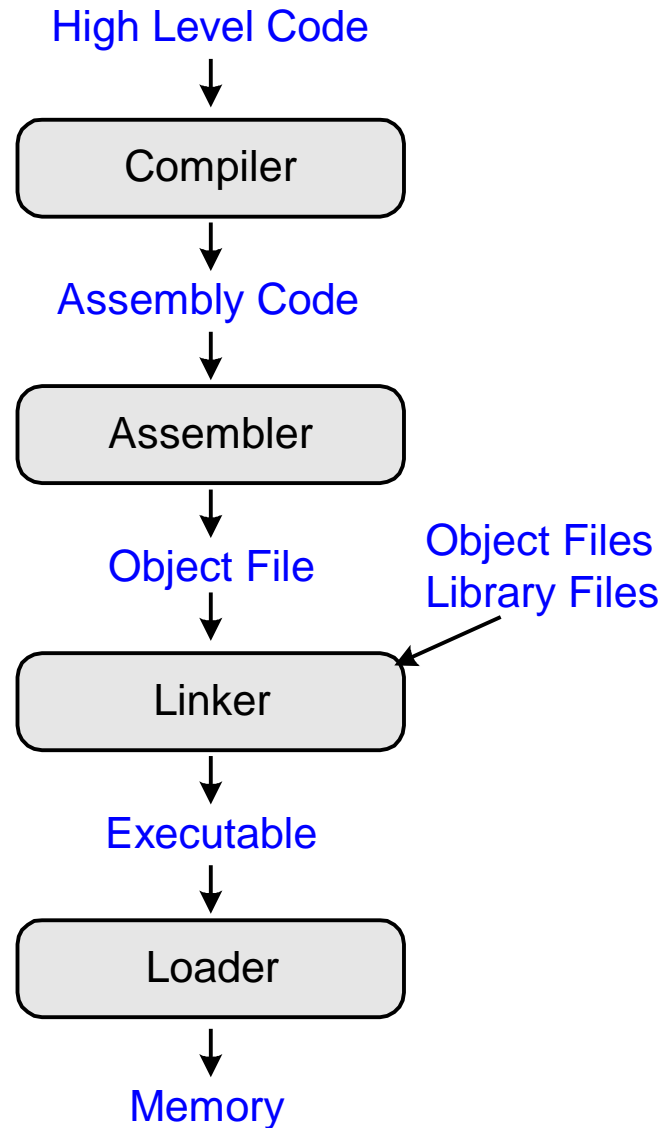 High Level Code
Compiler
Assembly Code
Assembler
Object File
Object Files
Library Files
Linker
Executable
Loader
Memory